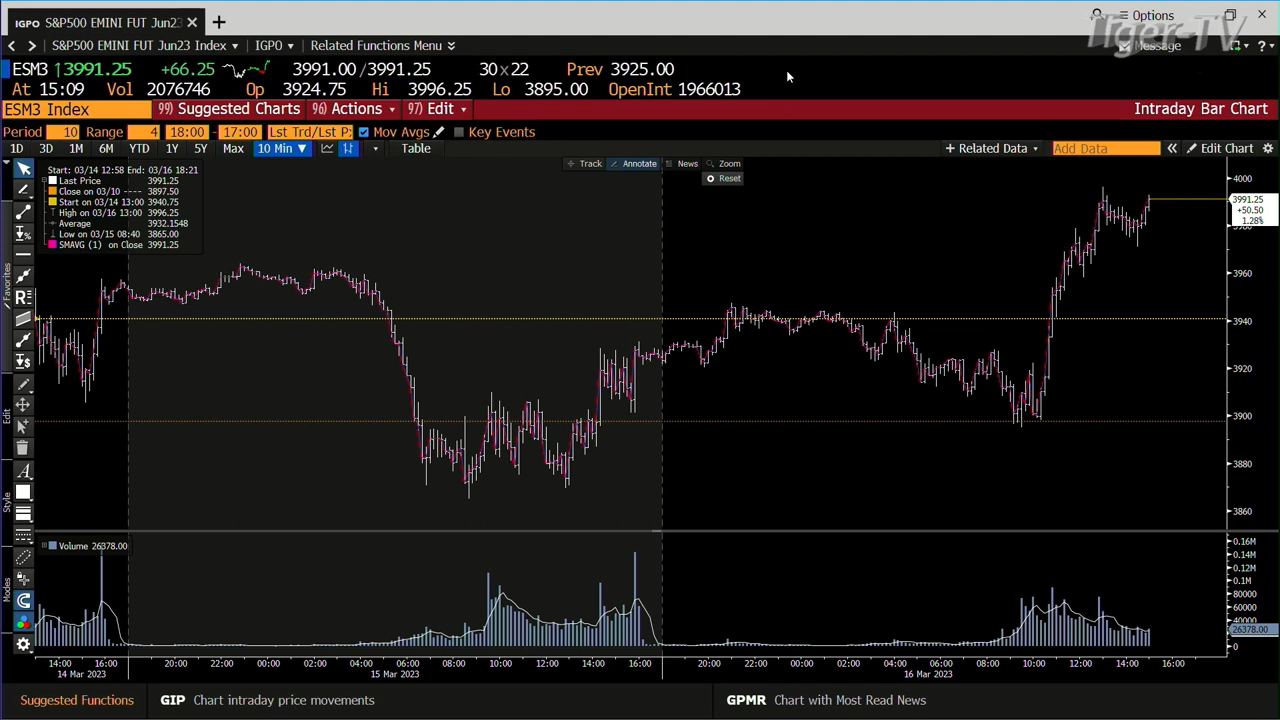 IGPO S&P500 EMINI FUT Jun23 × +
Options
Tiger-TV
S&P500 EMINI FUT Jun23 Index IGPO Related Functions Menu Message ?
ESM3 ↑3991.25 +66.25 3991.00/3991.25 30x22 Prev 3925.00
At 15:09 Vol 2076746 Op 3924.75 Hi 3996.25 Lo 3895.00 OpenInt 1966013
ESM3 Index 99) Suggested Charts 96) Actions 97) Edit Intraday Bar Chart
Period 10 Range 4 18:00 - 17:00 Lst Trd/Lst P: Mov Avgs Key Events
1D 3D 1M 6M YTD 1Y 5Y Max 10 Min ▼ Table + Related Data Add Data « Edit Chart
Track Annotate News Zoom
Reset
Start: 03/14 12:58 End: 03/16 18:21
Last Price 3991.25
Close on 03/10 ---- 3897.50
Start on 03/14 13:00 3940.75
High on 03/16 13:00 3996.25
Average 3932.1548
Low on 03/15 08:40 3865.00
SMAVG (1) on Close 3991.25
4000
3991.25
+50.50
1.28%
3980
3960
3940
3920
3900
3880
3860
Favorites
Edit
Style
Modes
Volume 26378.00
0.16M
0.14M
0.12M
0.1M
80000
60000
40000
26378.00
0
14:00 16:00 20:00 22:00 00:00 02:00 04:00 06:00 08:00 10:00 12:00 14:00 16:00 20:00 22:00 00:00 02:00 04:00 06:00 08:00 10:00 12:00 14:00 16:00
14 Mar 2023 15 Mar 2023 16 Mar 2023
Suggested Functions GIP Chart intraday price movements GPMR Chart with Most Read News